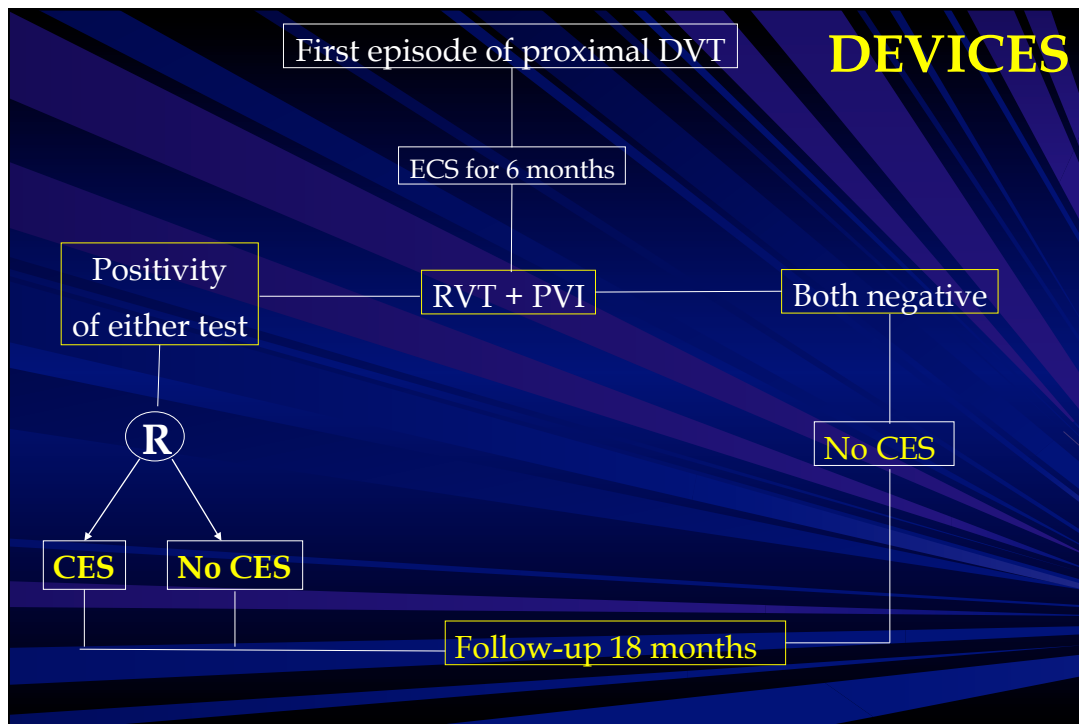 First episode of proximal DVT
DEVICES
ECS for 6 months
Positivity
of either test
RVT + PVI
Both negative
R
No CES
CES
No CES
Follow-up 18 months